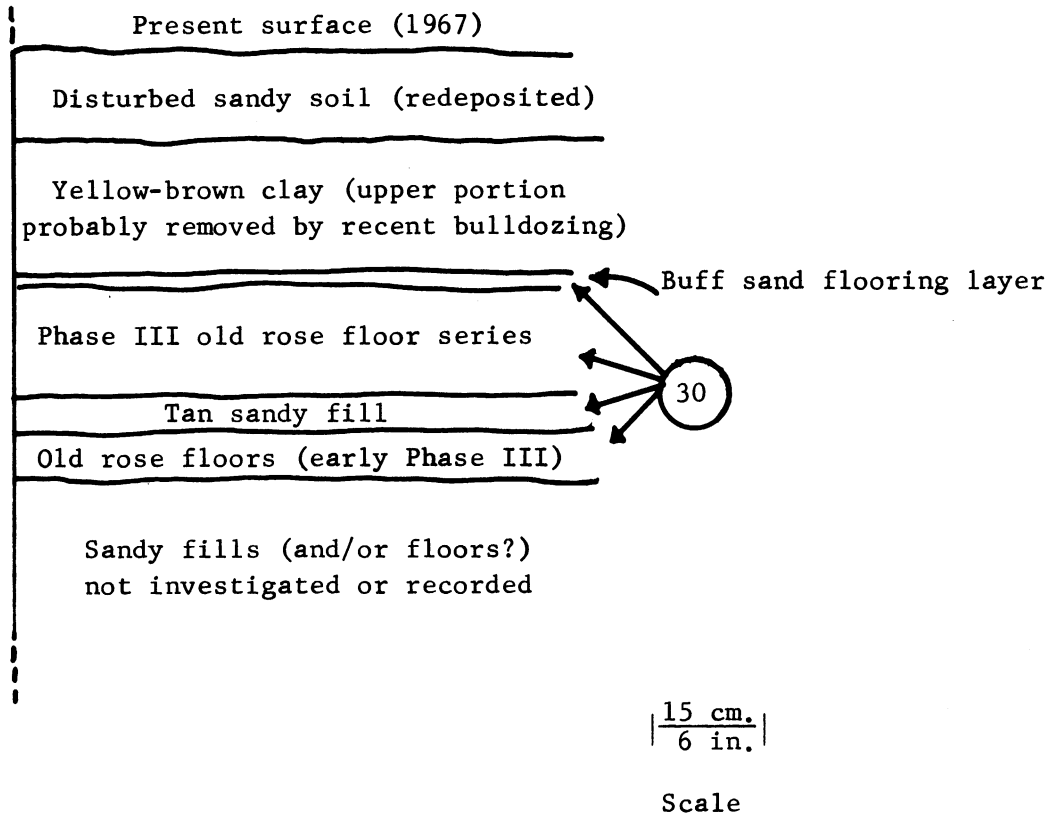 Present surface (1967)
Disturbed sandy soil (redeposited)
Yellow-brown clay (upper portion
probably removed by recent bulldozing)
Buff sand flooring layer
Phase III old rose floor series
30
Tan sandy fill
Old rose floors (early Phase III)
Sandy fills (and/or floors?)
not investigated or recorded
15 cm.
6 in.
Scale